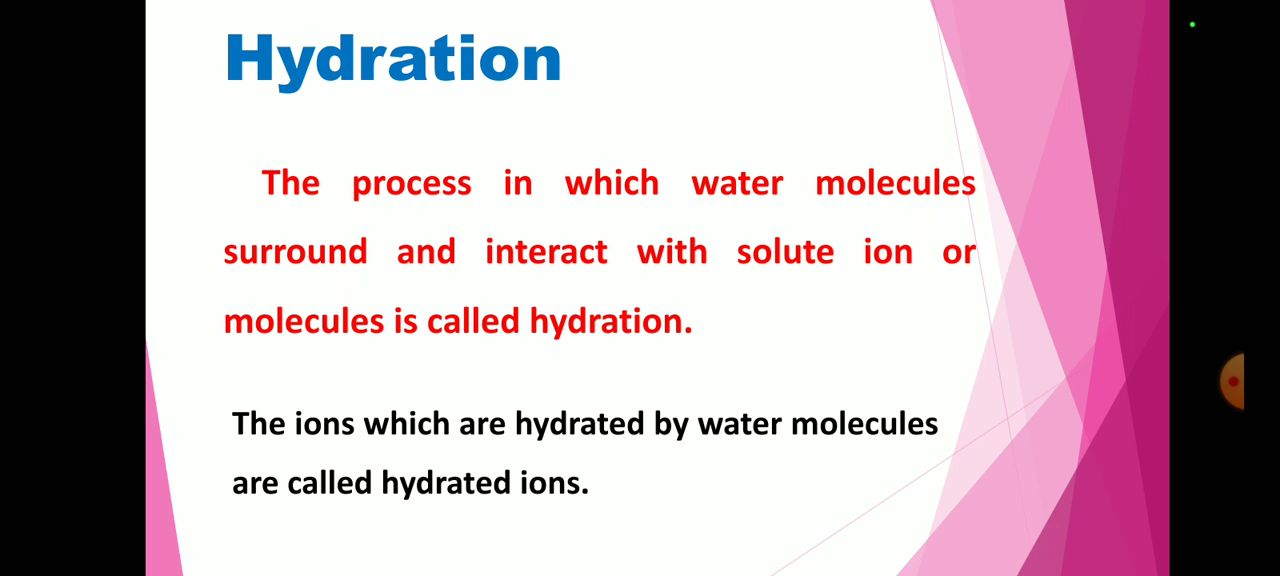 Hydration
The process in which water molecules
surround and interact with solute ion or
molecules is called hydration.
The ions which are hydrated by water molecules
are called hydrated ions.